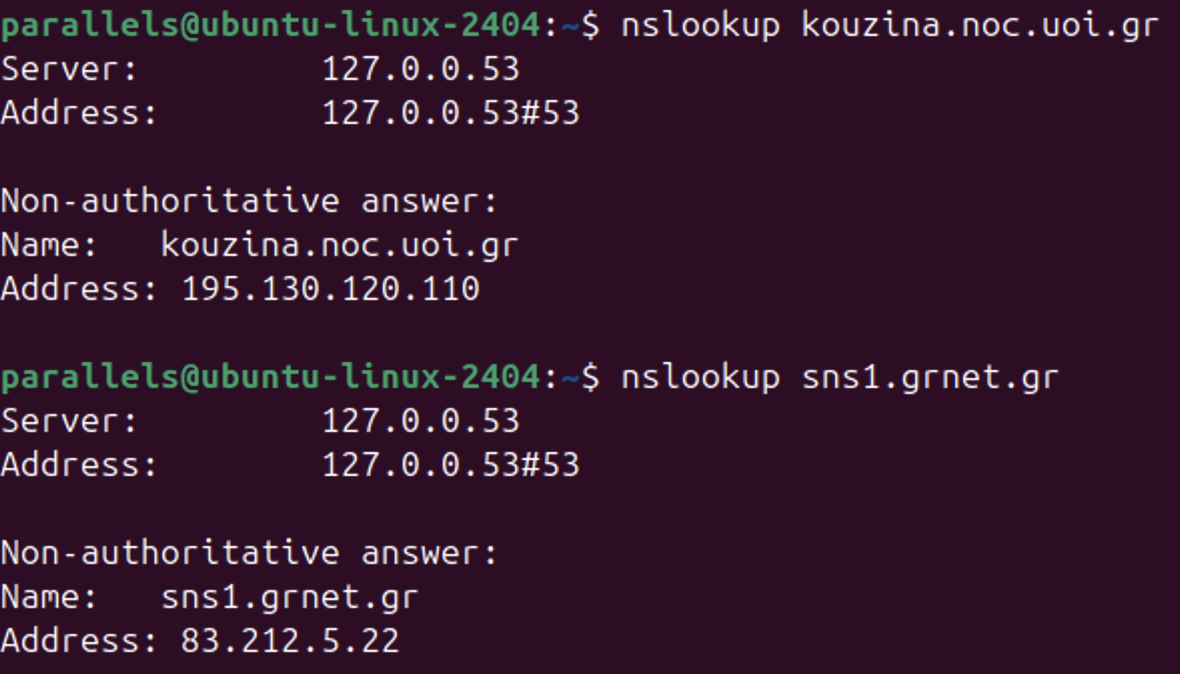 parallels@ubuntu-linux-2404:~$ nslookup kouzina.noc.uoi.gr
Server:         127.0.0.53
Address:        127.0.0.53#53
Non-authoritative answer:
Name:   kouzina.noc.uoi.gr
Address: 195.130.120.110
parallels@ubuntu-linux-2404:~$ nslookup sns1.grnet.gr
Server:         127.0.0.53
Address:        127.0.0.53#53
Non-authoritative answer:
Name:   sns1.grnet.gr
Address: 83.212.5.22